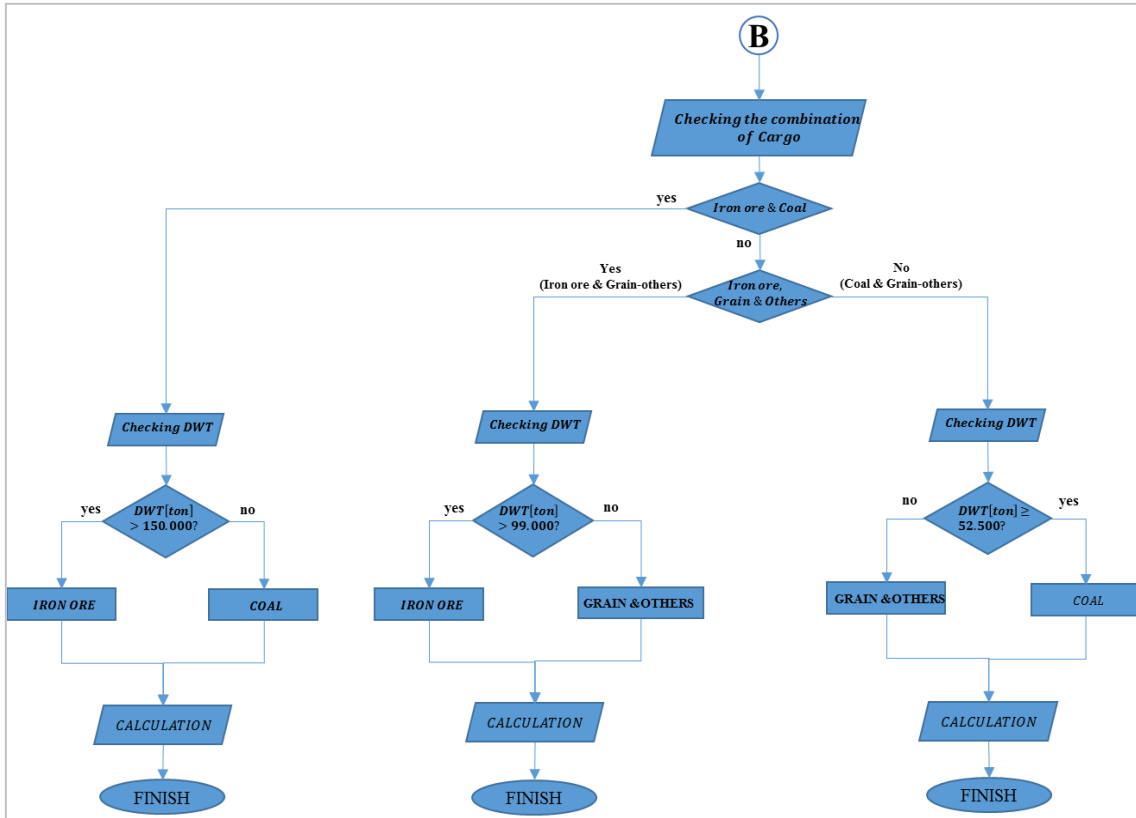 B
Checking the combination
of Cargo
yes
Iron ore & Coal
no
Yes
(Iron ore & Grain-others)
Iron ore,
Grain & Others
No
(Coal & Grain-others)
Checking DWT
Checking DWT
Checking DWT
yes
DWT[ton]
> 150.000?
no
yes
DWT[ton]
> 99.000?
no
no
DWT[ton] ≥
52.500?
yes
IRON ORE
COAL
IRON ORE
GRAIN &OTHERS
GRAIN &OTHERS
COAL
CALCULATION
CALCULATION
CALCULATION
FINISH
FINISH
FINISH